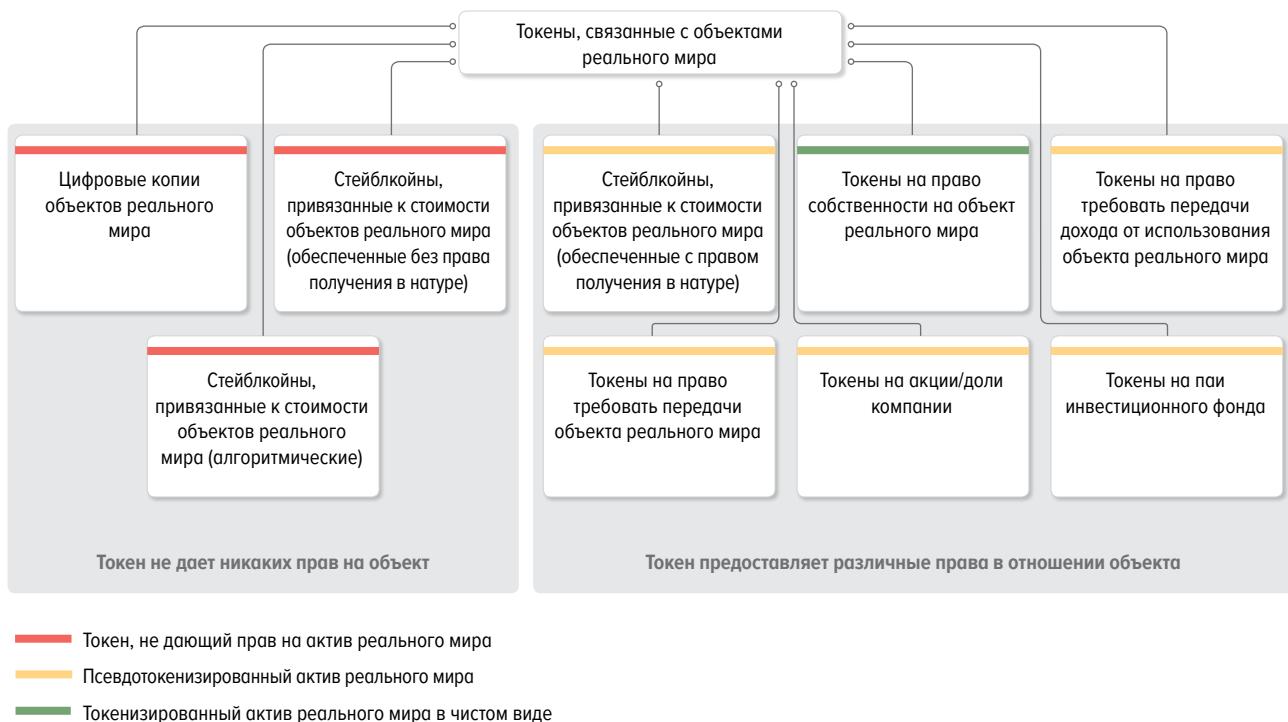 Токены, связанные с объектами
реального мира
Цифровые копии
объектов реального
мира
Стейблкойны,
привязанные к стоимости
объектов реального мира
(обеспеченные без права
получения в натуре)
Стейблкойны,
привязанные к стоимости
объектов реального
мира (алгоритмические)
Токен не дает никаких прав на объект
Стейблкойны,
привязанные к стоимости
объектов реального мира
(обеспеченные с правом
получения в натуре)
Токены на право
собственности на объект
реального мира
Токены на право
требовать передачи
дохода от использования
объекта реального мира
Токены на право
требовать передачи
объекта реального мира
Токены на акции/доли
компании
Токены на паи
инвестиционного фонда
Токен предоставляет различные права в отношении объекта
Токен, не дающий прав на актив реального мира
Псевдотокенизированный актив реального мира
Токенизированный актив реального мира в чистом виде